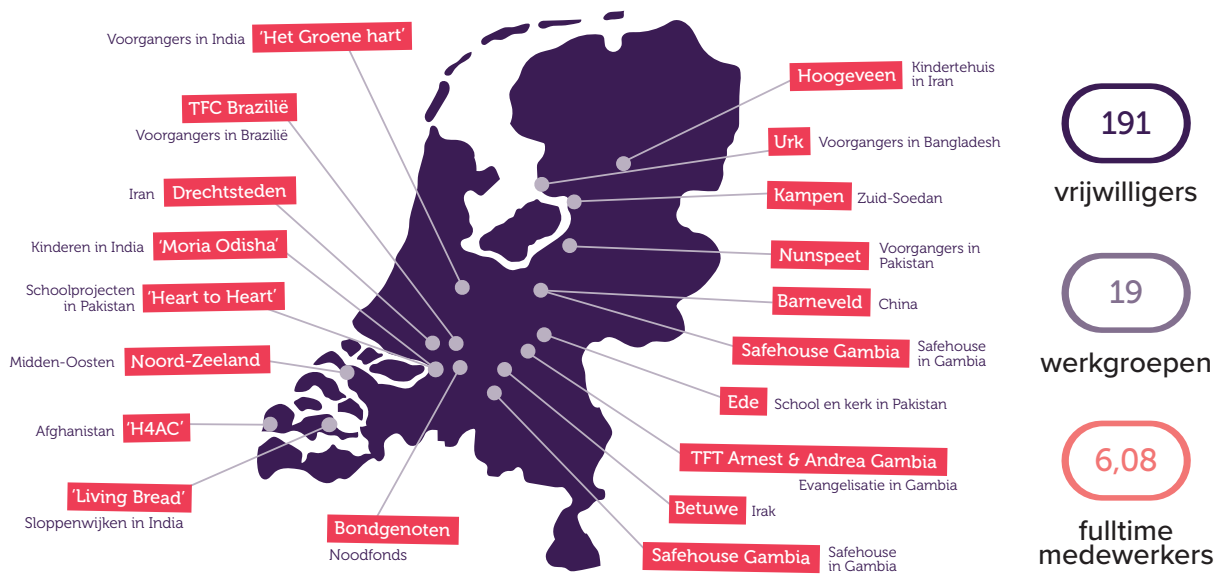 Voorgangers in India
'Het Groene hart'
TFC Brazilië
Voorgangers in Brazilië
Iran
Drechtsteden
Kinderen in India
'Moria Odisha'
Schoolprojecten
in Pakistan
'Heart to Heart'
Midden-Oosten
Noord-Zeeland
Afghanistan
'H4AC'
'Living Bread'
Sloppenwijken in India
Bondgenoten
Noodfonds
Hoogeveen
Kindertehuis
in Iran
Urk
Voorgangers in Bangladesh
Kampen
Zuid-Soedan
Nunspeet
Voorgangers in
Pakistan
Barneveld
China
Safehouse Gambia
Safehouse
in Gambia
Ede
School en kerk in Pakistan
TFT Arnest & Andrea Gambia
Evangelisatie in Gambia
Betuwe
Irak
Safehouse Gambia
Safehouse
in Gambia
191
vrijwilligers
19
werkgroepen
6,08
fulltime
medewerkers